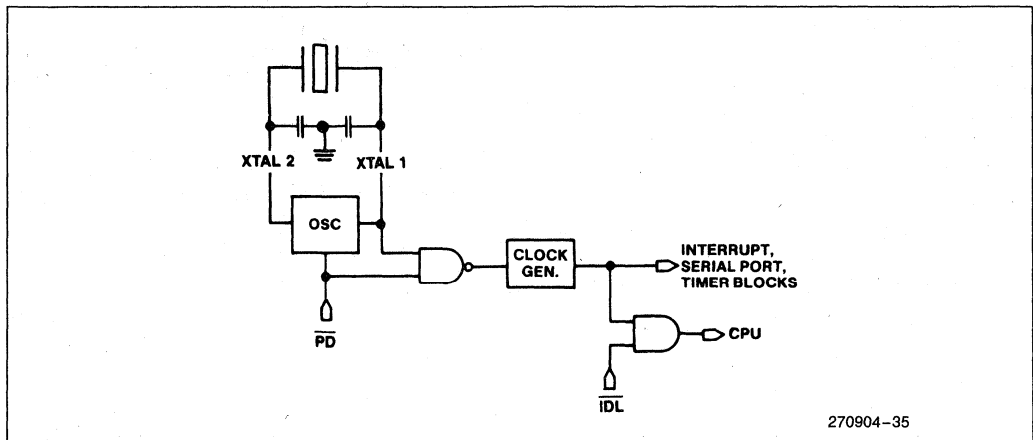 XTAL 2
XTAL 1
OSC
CLOCK
GEN.
INTERRUPT,
SERIAL PORT,
TIMER BLOCKS
PD
CPU
IDL
270904-35